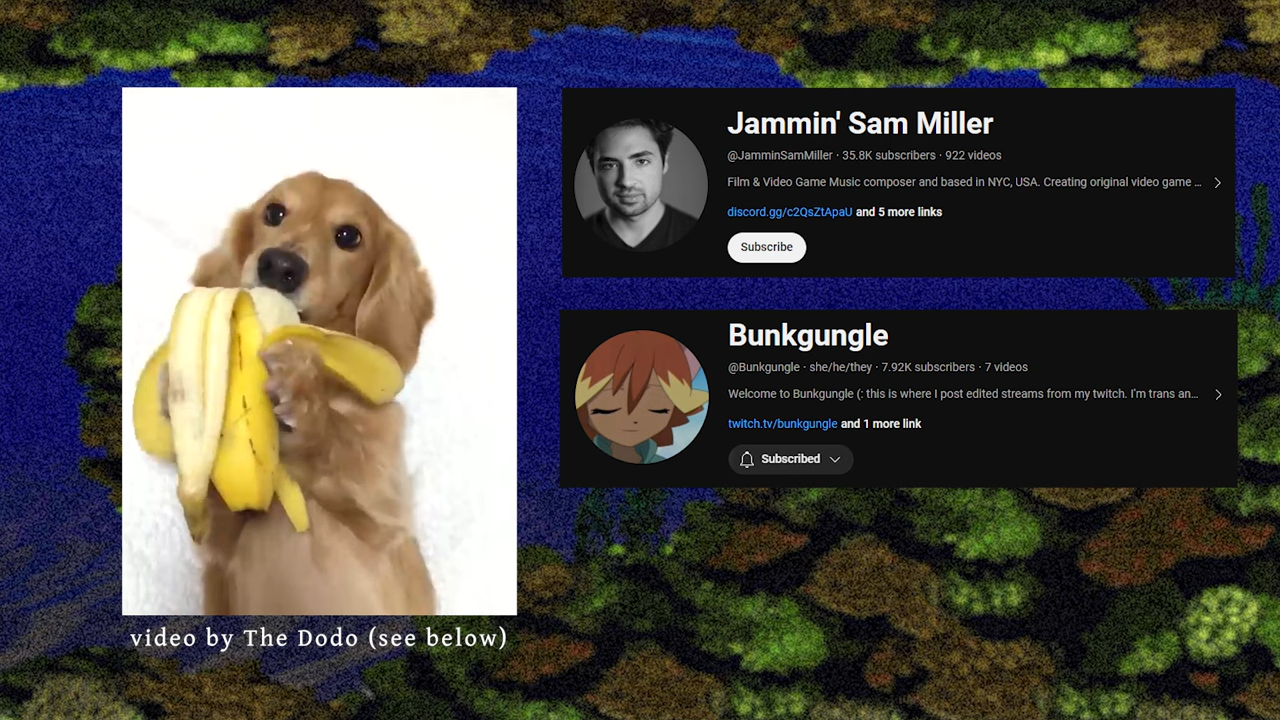 Jammin' Sam Miller
@JamminSamMiller · 35.8K subscribers · 922 videos
Film & Video Game Music composer and based in NYC, USA. Creating original video game ...
discord.gg/c2QsZtApaU and 5 more links
Subscribe
Bunkgungle
@Bunkgungle · she/he/they · 7.92K subscribers · 7 videos
Welcome to Bunkgungle (: this is where I post edited streams from my twitch. I'm trans an...
twitch.tv/bunkgungle and 1 more link
Subscribed
video by The Dodo (see below)